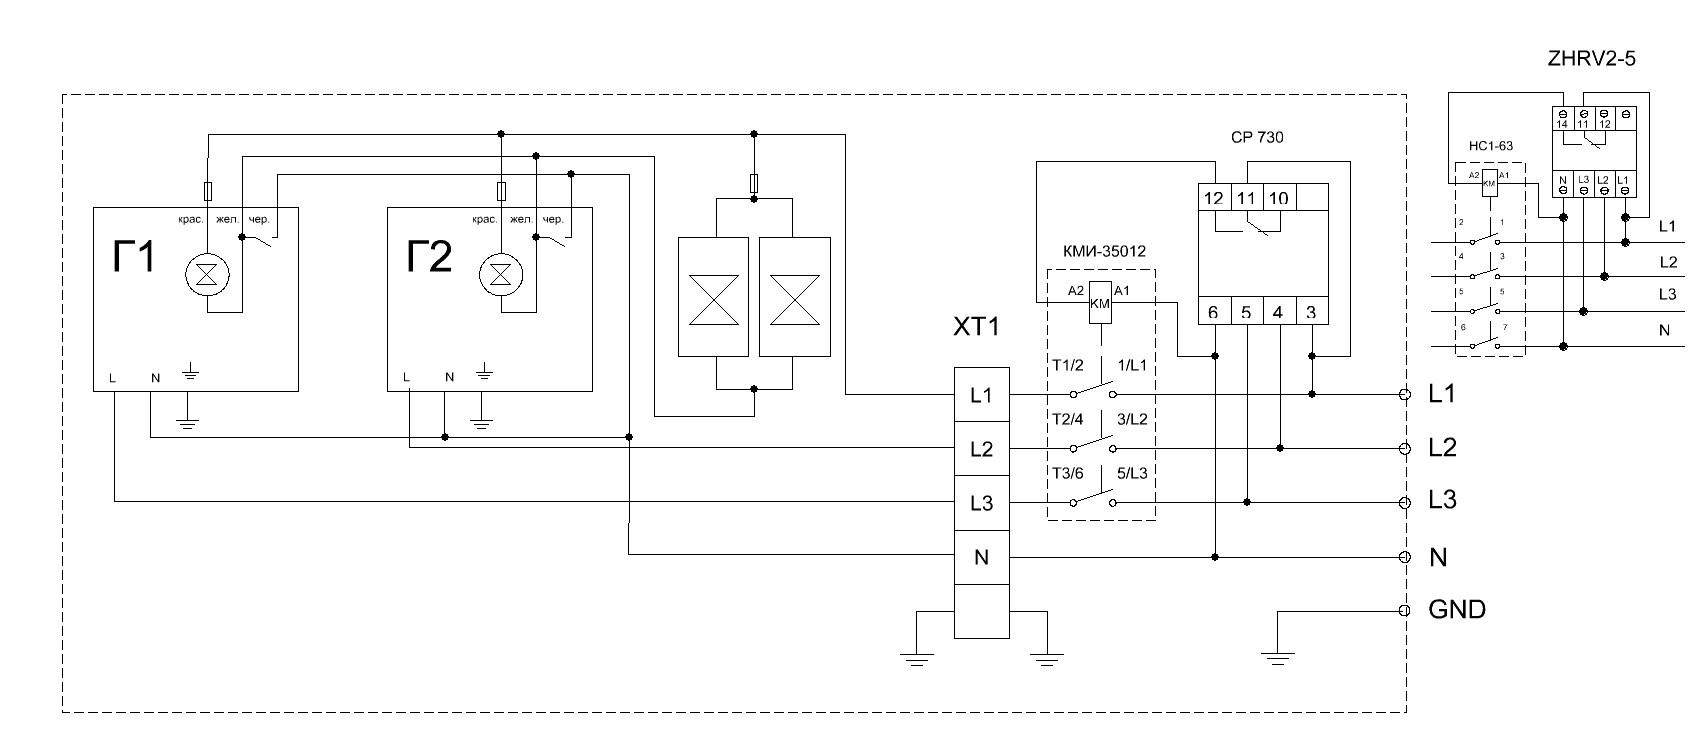 ZHRV2-5
14 11 12
НС1-63
A2 KM A1
N L3 L2 L1
2 1
L1
4 3
L2
5 5
L3
6 7
N
СР 730
12 11 10
6 5 4 3
КМИ-35012
A2 KM A1
T1/2 1/L1
T2/4 3/L2
T3/6 5/L3
крас. жел. чер.
Г1
L N
крас. жел. чер.
Г2
L N
XT1
L1
L2
L3
N
L1
L2
L3
N
GND